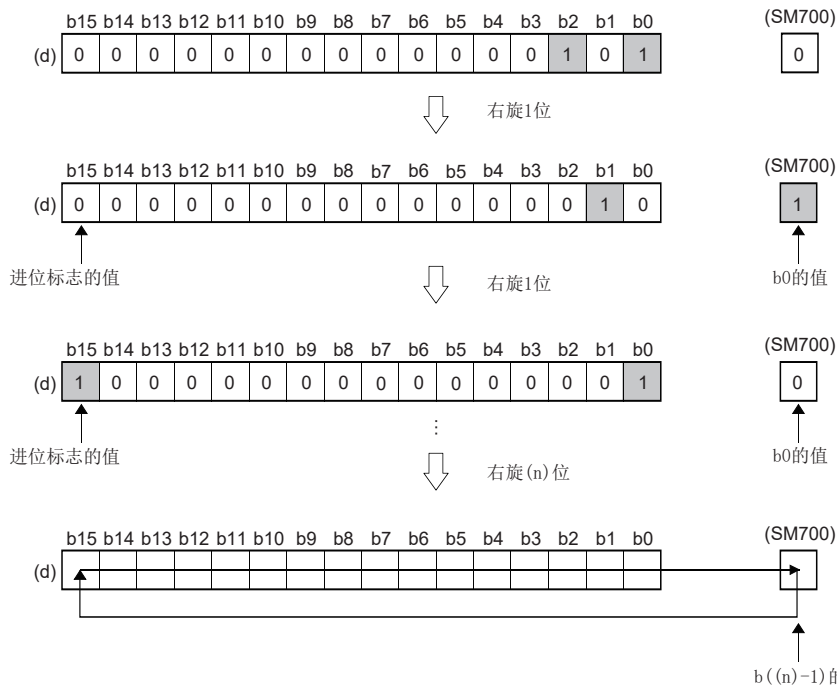 b15 b14 b13 b12 b11 b10 b9 b8 b7 b6 b5 b4 b3 b2 b1 b0 (SM700)
(d) 0 0 0 0 0 0 0 0 0 0 0 0 0 1 0 1 0
右旋1位
b15 b14 b13 b12 b11 b10 b9 b8 b7 b6 b5 b4 b3 b2 b1 b0 (SM700)
(d) 0 0 0 0 0 0 0 0 0 0 0 0 0 0 1 0 1
进位标志的值 b0的值
右旋1位
b15 b14 b13 b12 b11 b10 b9 b8 b7 b6 b5 b4 b3 b2 b1 b0 (SM700)
(d) 1 0 0 0 0 0 0 0 0 0 0 0 0 0 0 1 0
进位标志的值 b0的值
⋮
右旋(n)位
b15 b14 b13 b12 b11 b10 b9 b8 b7 b6 b5 b4 b3 b2 b1 b0 (SM700)
(d)
b((n)-1)